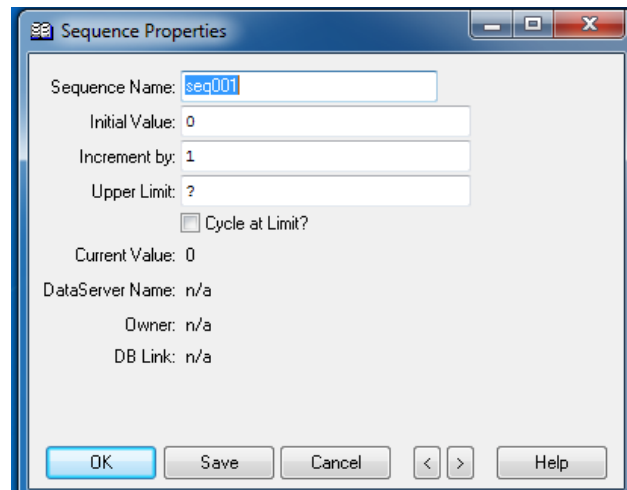 Sequence Properties
Sequence Name: seq001
Initial Value: 0
Increment by: 1
Upper Limit: ?
Cycle at Limit?
Current Value: 0
DataServer Name: n/a
Owner: n/a
DB Link: n/a
OK Save Cancel < > Help